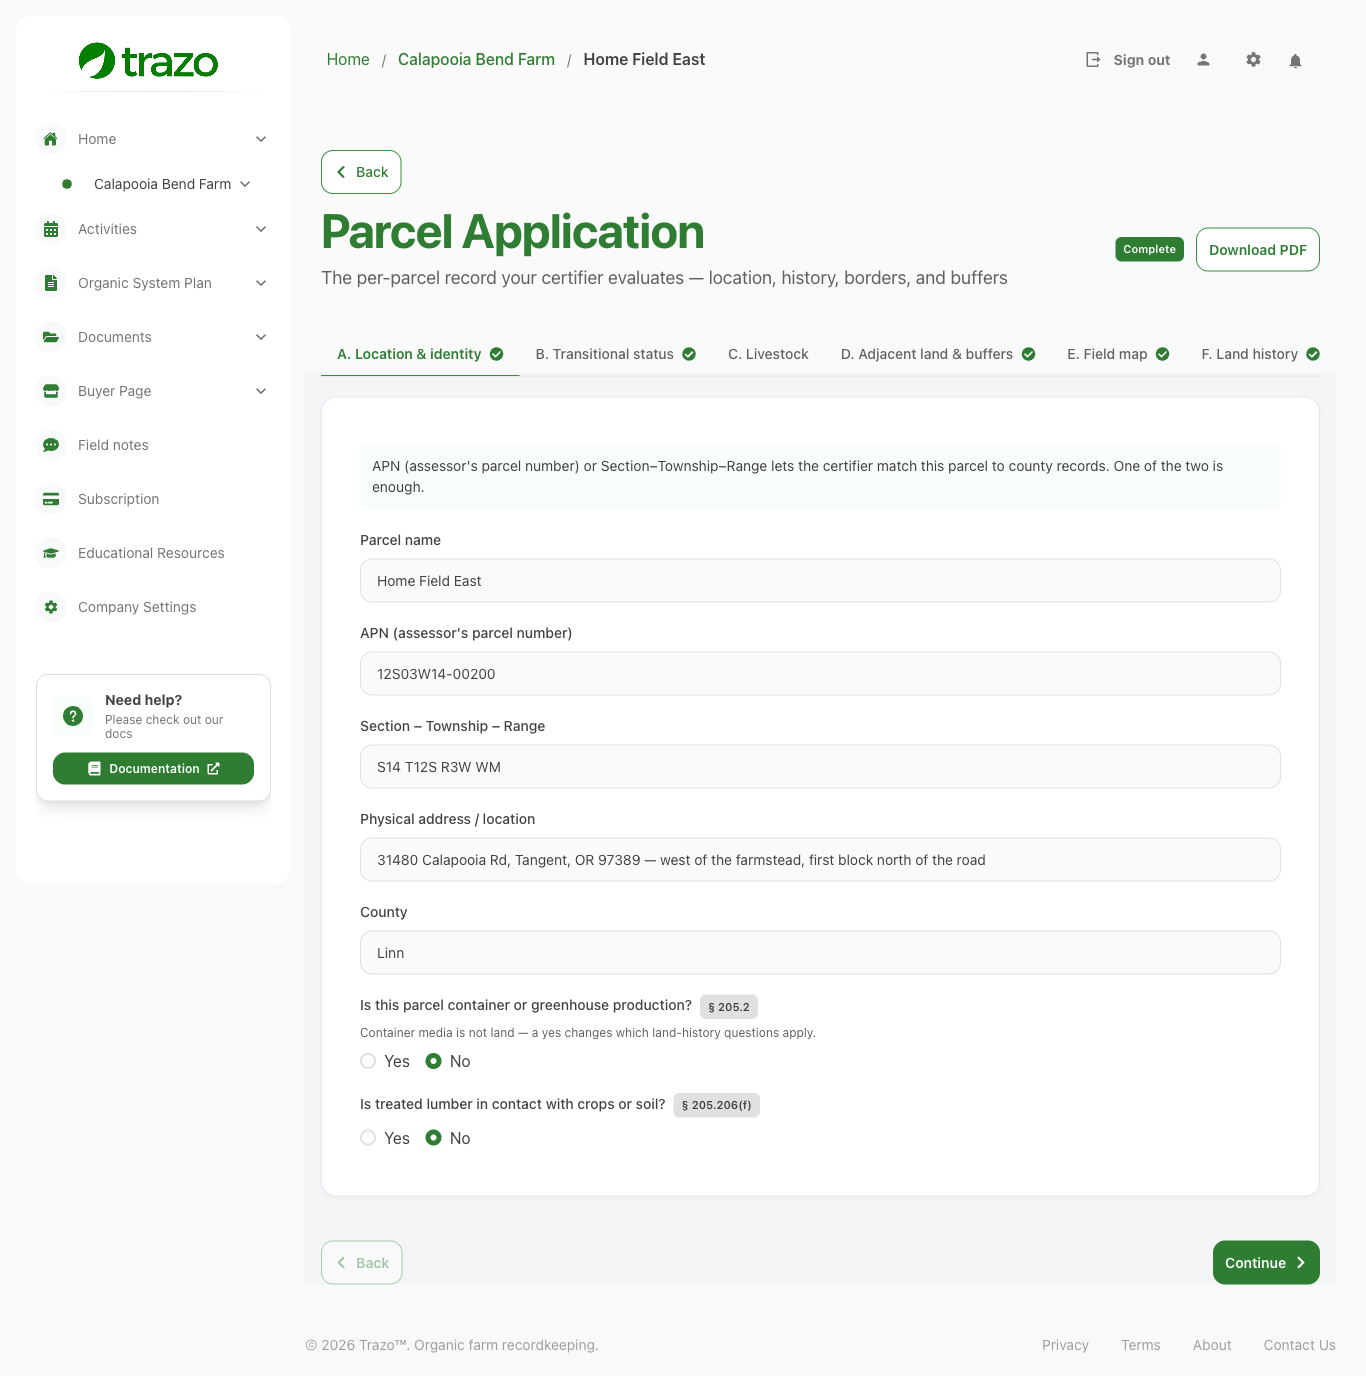 trazo
Home / Calapooia Bend Farm / Home Field East
Sign out
Home
Calapooia Bend Farm
Activities
Organic System Plan
Documents
Buyer Page
Field notes
Subscription
Educational Resources
Company Settings
Need help?
Please check out our
docs
Documentation
Back
Parcel Application
The per-parcel record your certifier evaluates — location, history, borders, and buffers
Complete
Download PDF
A. Location & identity
B. Transitional status
C. Livestock
D. Adjacent land & buffers
E. Field map
F. Land history
APN (assessor's parcel number) or Section–Township–Range lets the certifier match this parcel to county records. One of the two is
enough.
Parcel name
Home Field East
APN (assessor's parcel number)
12S03W14-00200
Section – Township – Range
S14 T12S R3W WM
Physical address / location
31480 Calapooia Rd, Tangent, OR 97389 — west of the farmstead, first block north of the road
County
Linn
Is this parcel container or greenhouse production? § 205.2
Container media is not land — a yes changes which land-history questions apply.
Yes No
Is treated lumber in contact with crops or soil? § 205.206(f)
Yes No
Back
Continue
© 2026 Trazo™. Organic farm recordkeeping.
Privacy
Terms
About
Contact Us